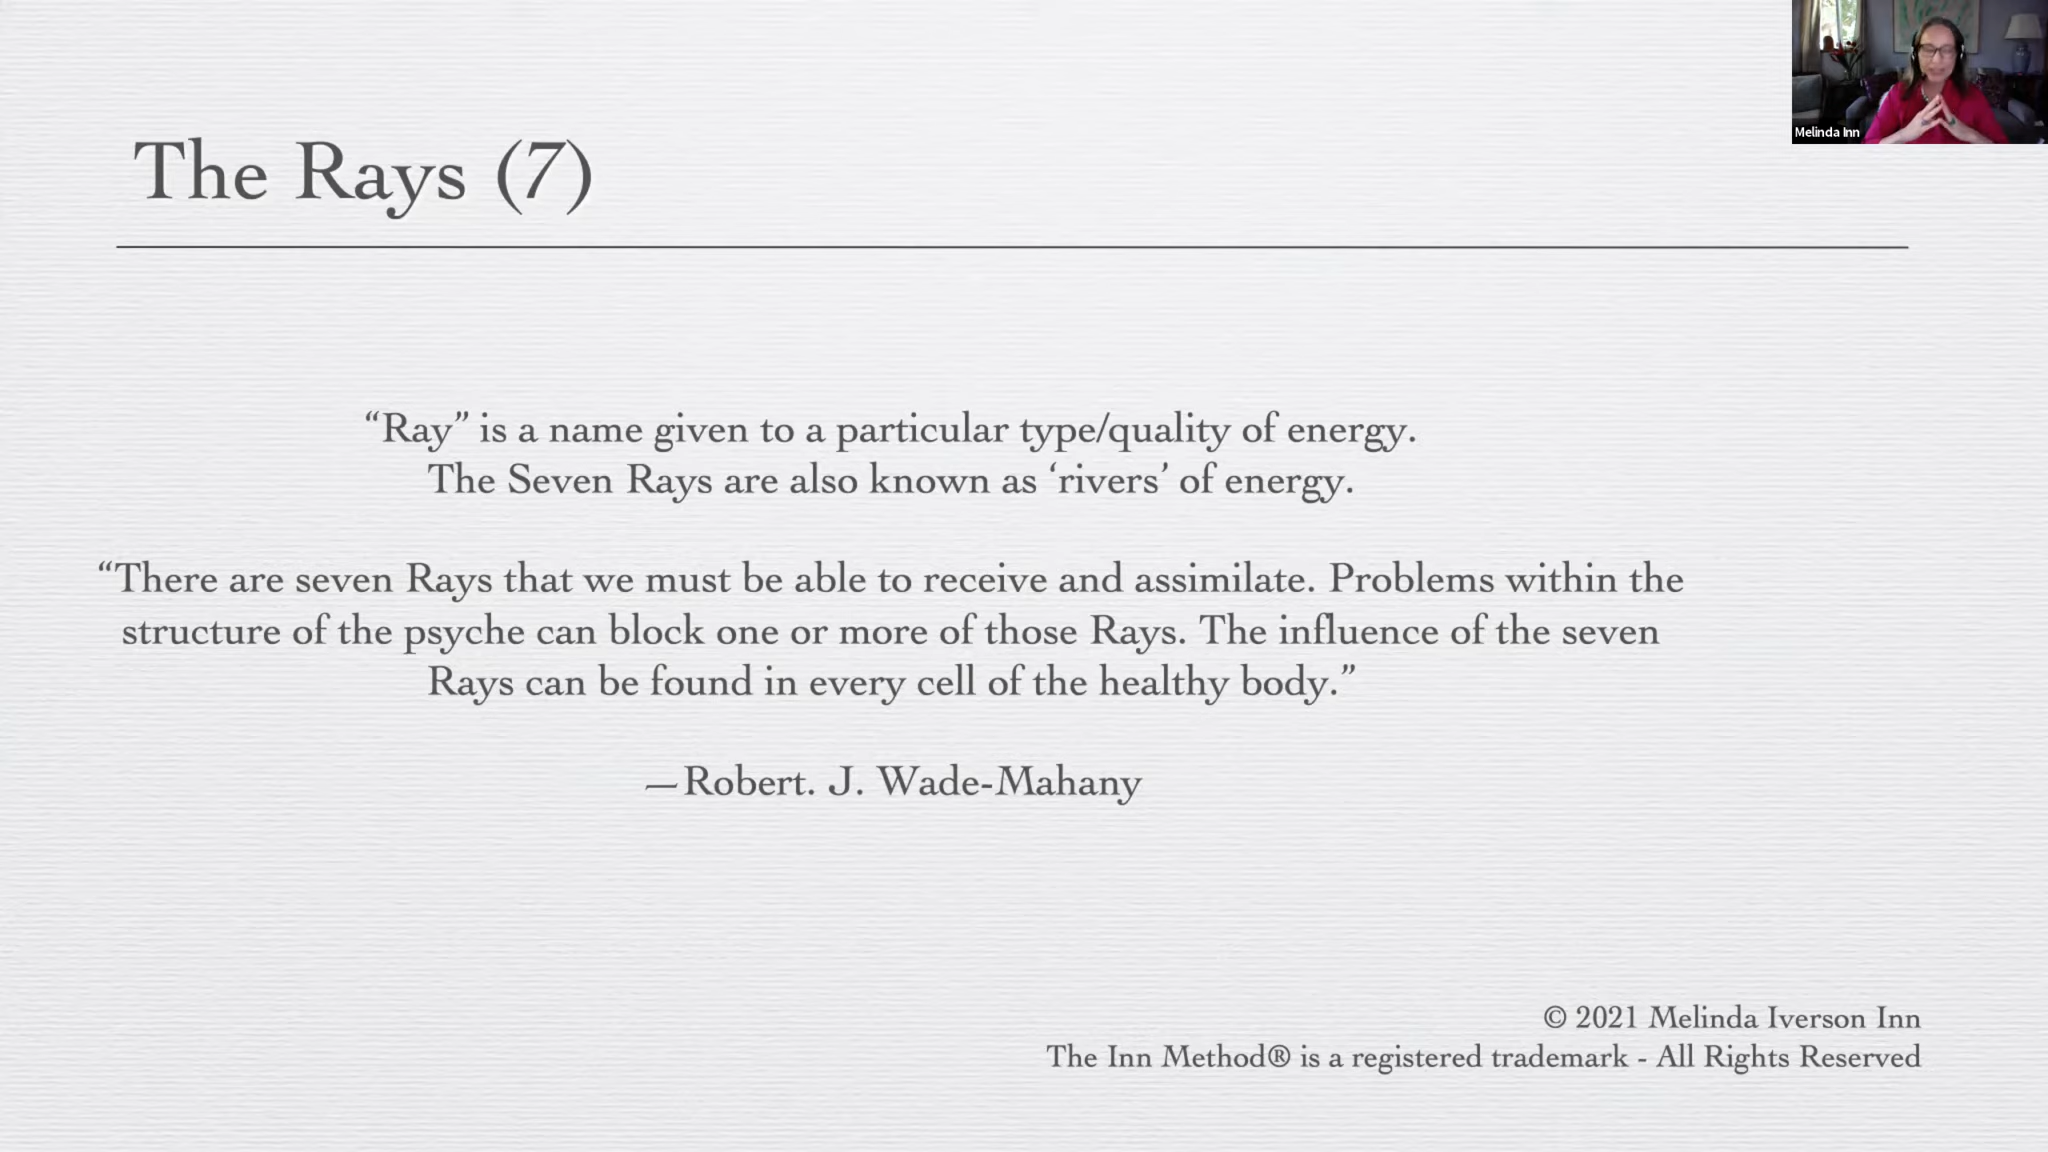 Melinda Inn
The Rays (7)
“Ray” is a name given to a particular type/quality of energy.
The Seven Rays are also known as ‘rivers’ of energy.
“There are seven Rays that we must be able to receive and assimilate. Problems within the
structure of the psyche can block one or more of those Rays. The influence of the seven
Rays can be found in every cell of the healthy body.”
—Robert. J. Wade-Mahany
© 2021 Melinda Iverson Inn
The Inn Method® is a registered trademark - All Rights Reserved